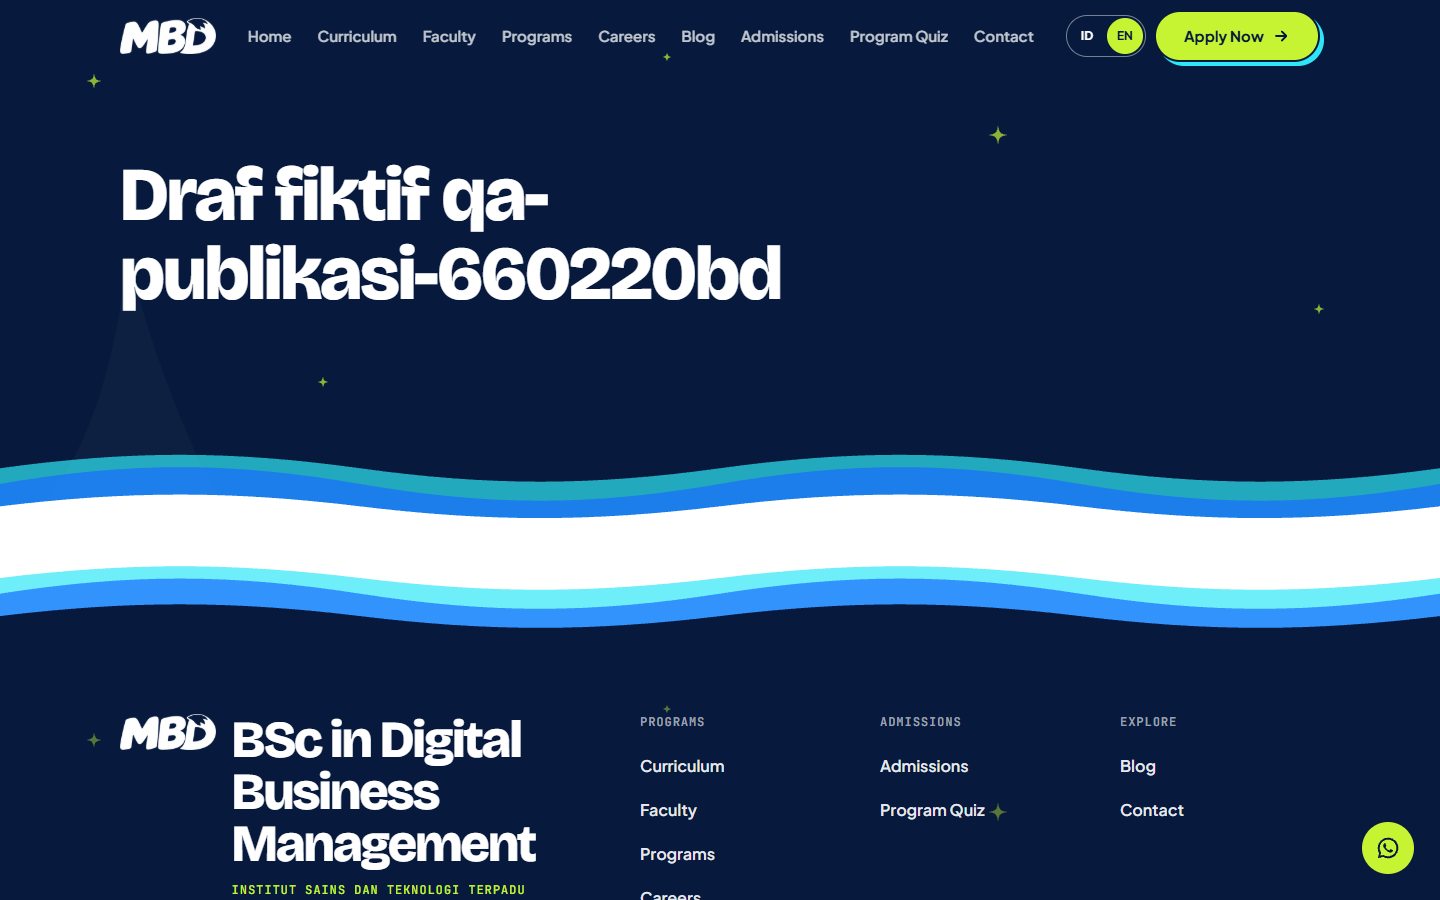 MBD Home Curriculum Faculty Programs Careers Blog Admissions Program Quiz Contact ID EN Apply Now
Draf fiktif qa-
publikasi-660220bd
MBD
BSc in Digital
Business
Management
INSTITUT SAINS DAN TEKNOLOGI TERPADU
PROGRAMS
Curriculum
Faculty
Programs
Careers
ADMISSIONS
Admissions
Program Quiz
EXPLORE
Blog
Contact